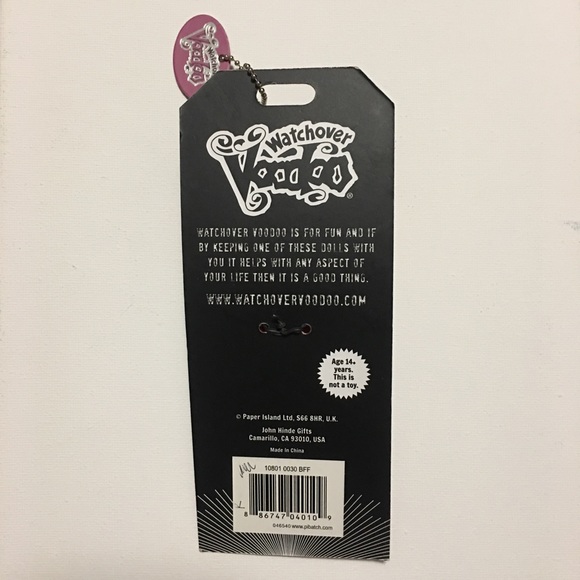 Watchover
Voodoo
Watchover
Voodoo®
WATCHOVER VOODOO IS FOR FUN AND IF
BY KEEPING ONE OF THESE DOLLS WITH
YOU IT HELPS WITH ANY ASPECT OF
YOUR LIFE THEN IT IS A GOOD THING.
WWW.WATCHOVERVOODOO.COM
Age 14+
years.
This is
not a toy.
© Paper Island Ltd, S66 8HR, U.K.
John Hinde Gifts
Camarillo, CA 93010, USA
Made in China
10801 0030 BFF
8 86747 04010 9
046540 www.pibatch.com